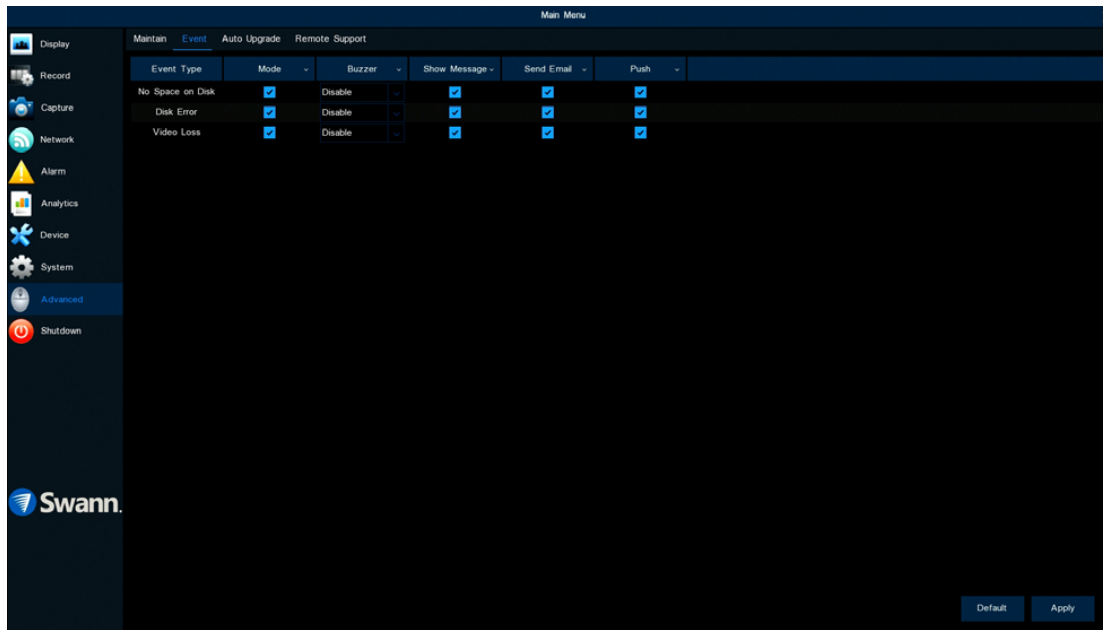 Main Menu
Display
Record
Capture
Network
Alarm
Analytics
Device
System
Advanced
Shutdown
Swann.
Maintain Event Auto Upgrade Remote Support
Event Type Mode Buzzer Show Message Send Email Push
No Space on Disk Disable
Disk Error Disable
Video Loss Disable
Default Apply